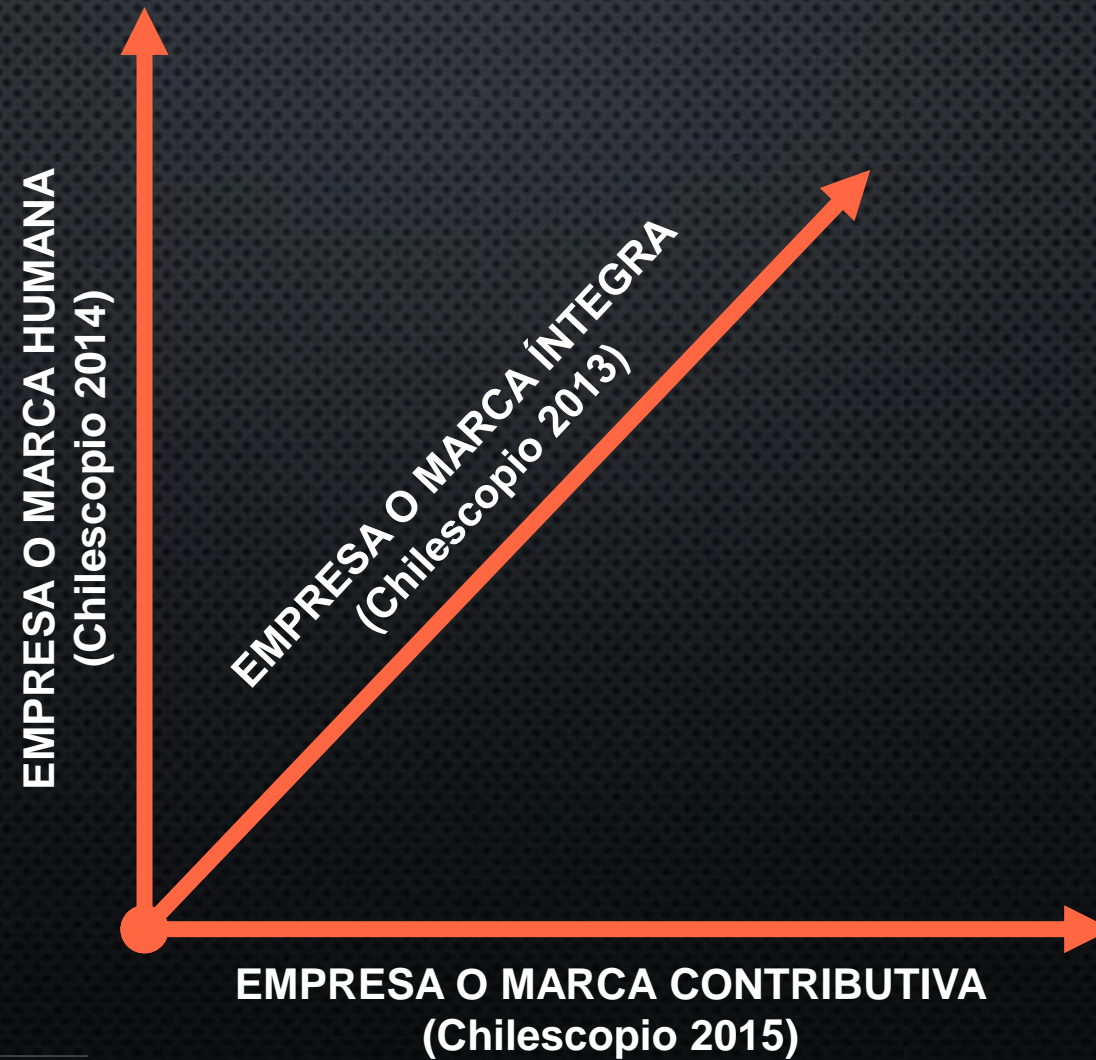 EMPRESA O MARCA HUMANA
(Chilescopio 2014)
EMPRESA O MARCA ÍNTEGRA
(Chilescopio 2013)
EMPRESA O MARCA CONTRIBUTIVA
(Chilescopio 2015)